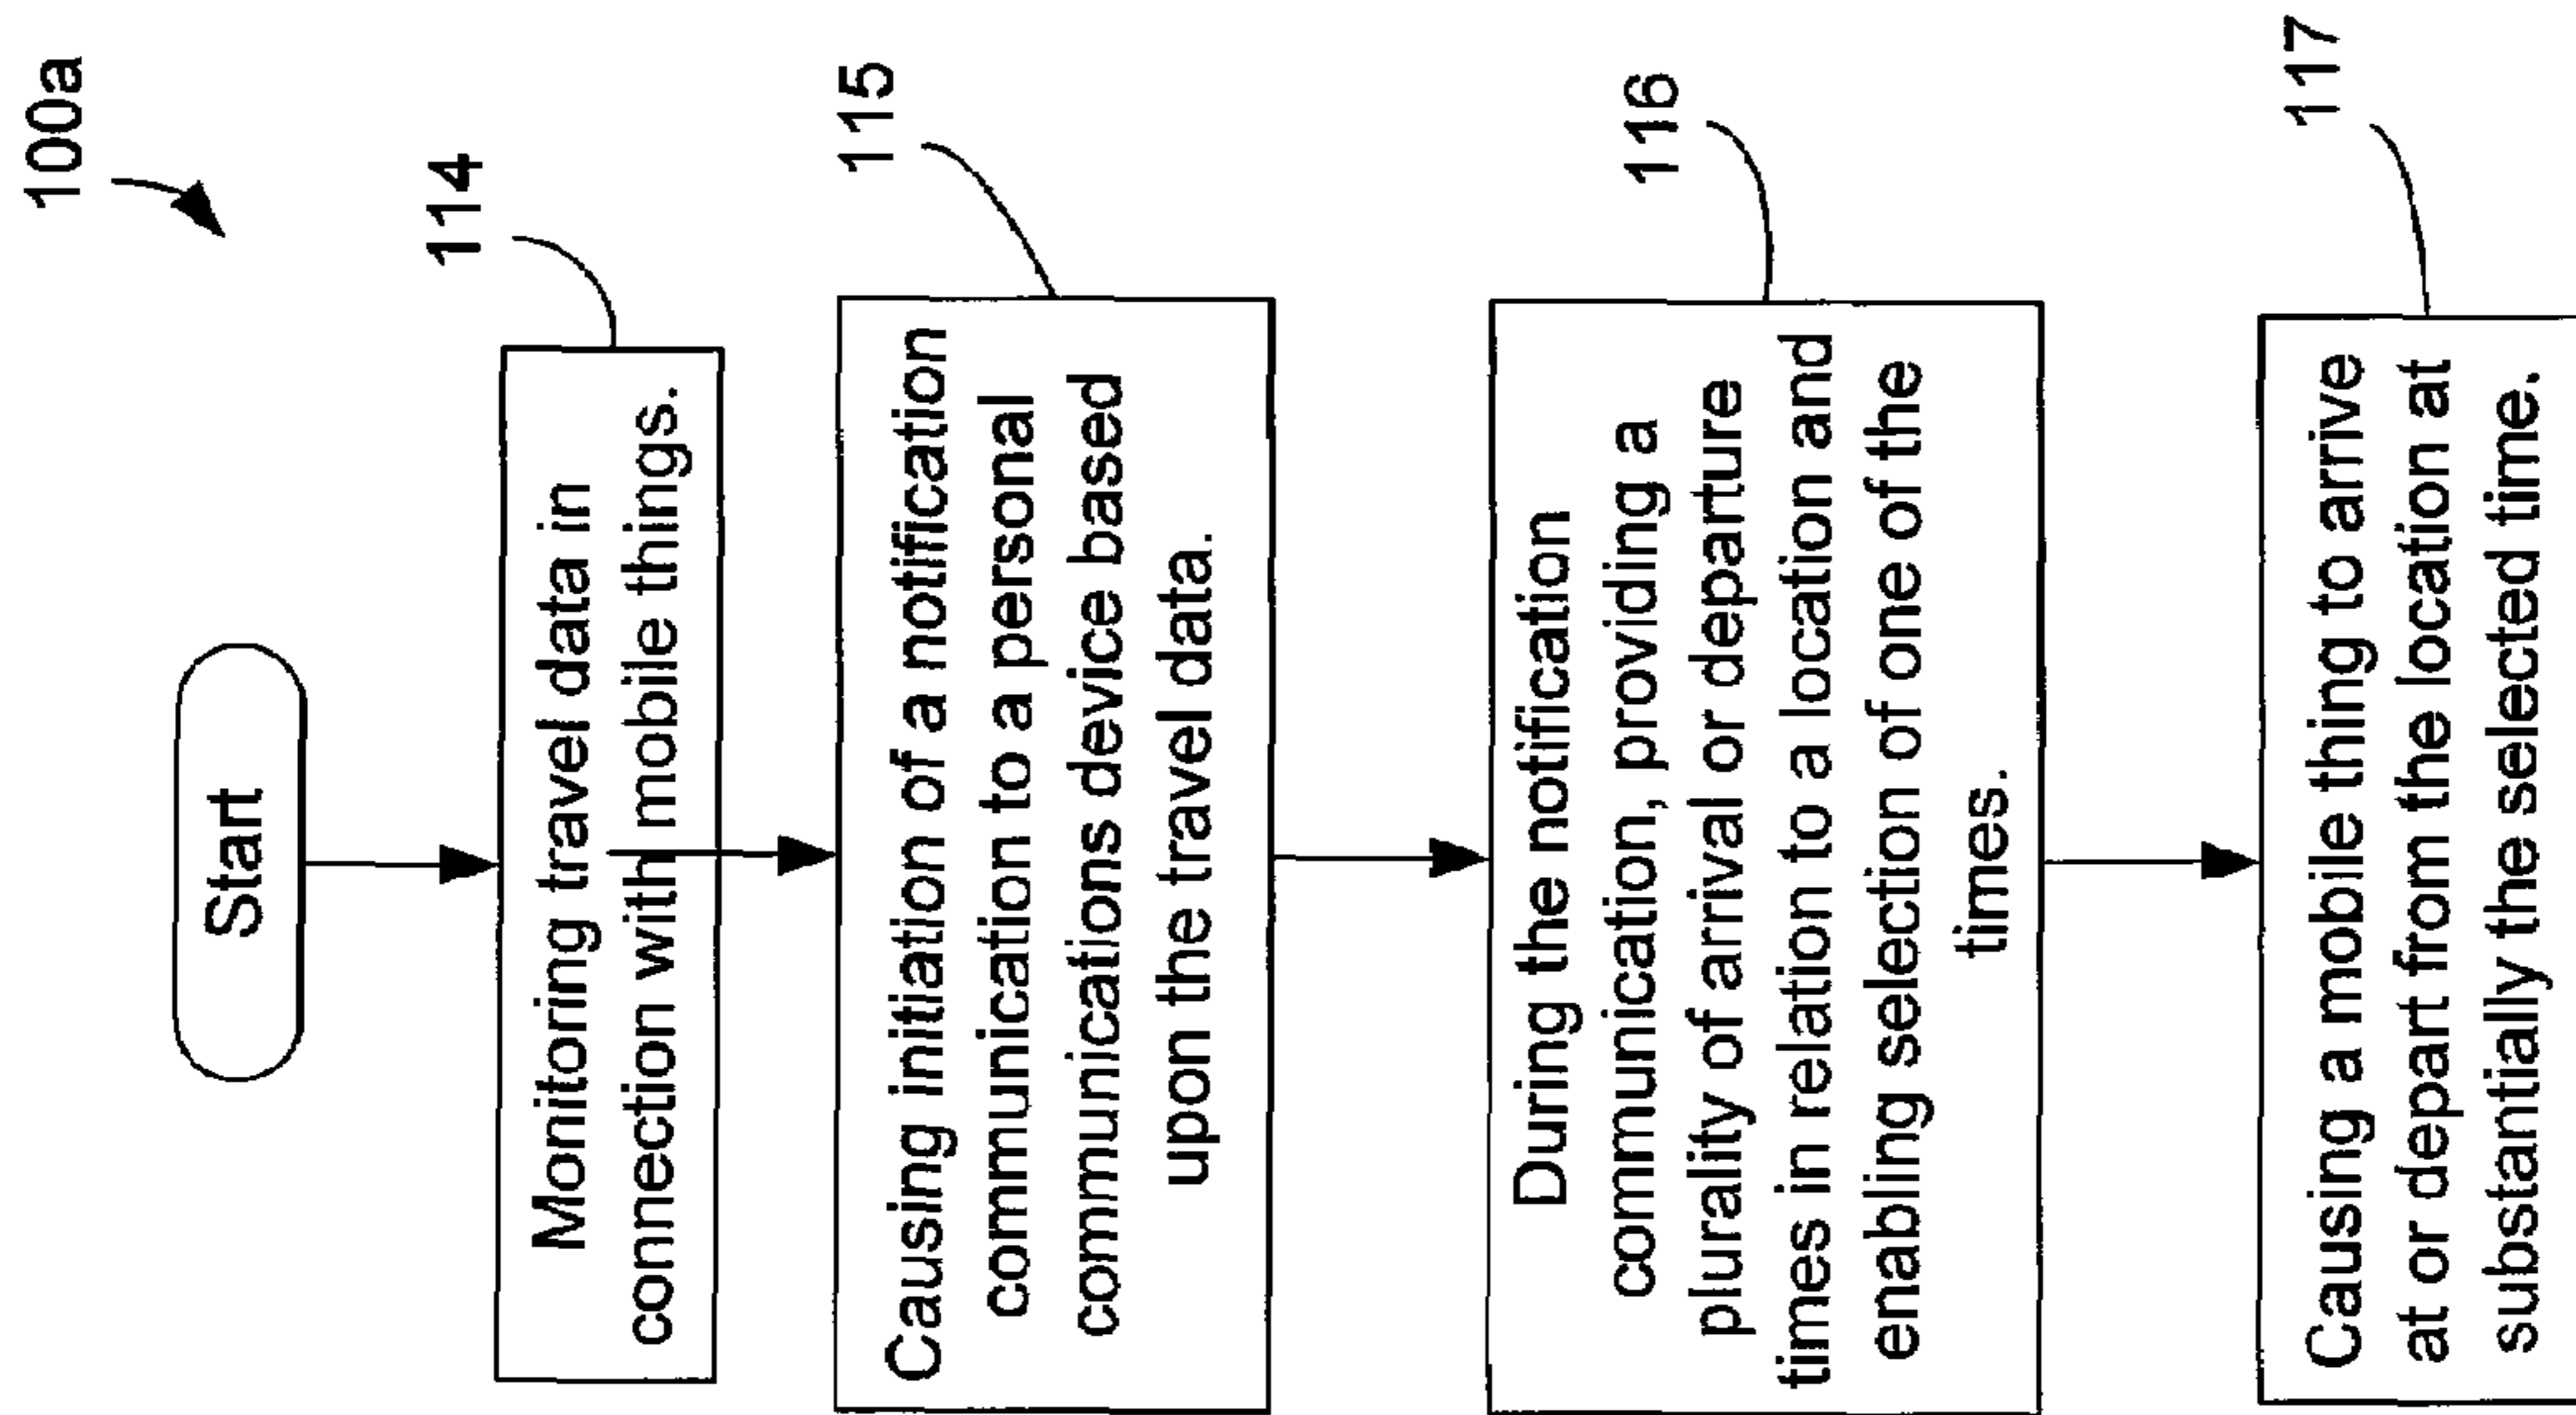 100a
Start
114
Monitoring travel data in
connection with mobile things.
115
Causing initiation of a notification
communication to a personal
communications device based
upon the travel data.
116
During the notification
communication, providing a
plurality of arrival or departure
times in relation to a location and
enabling selection of one of the
times.
117
Causing a mobile thing to arrive
at or depart from the location at
substantially the selected time.